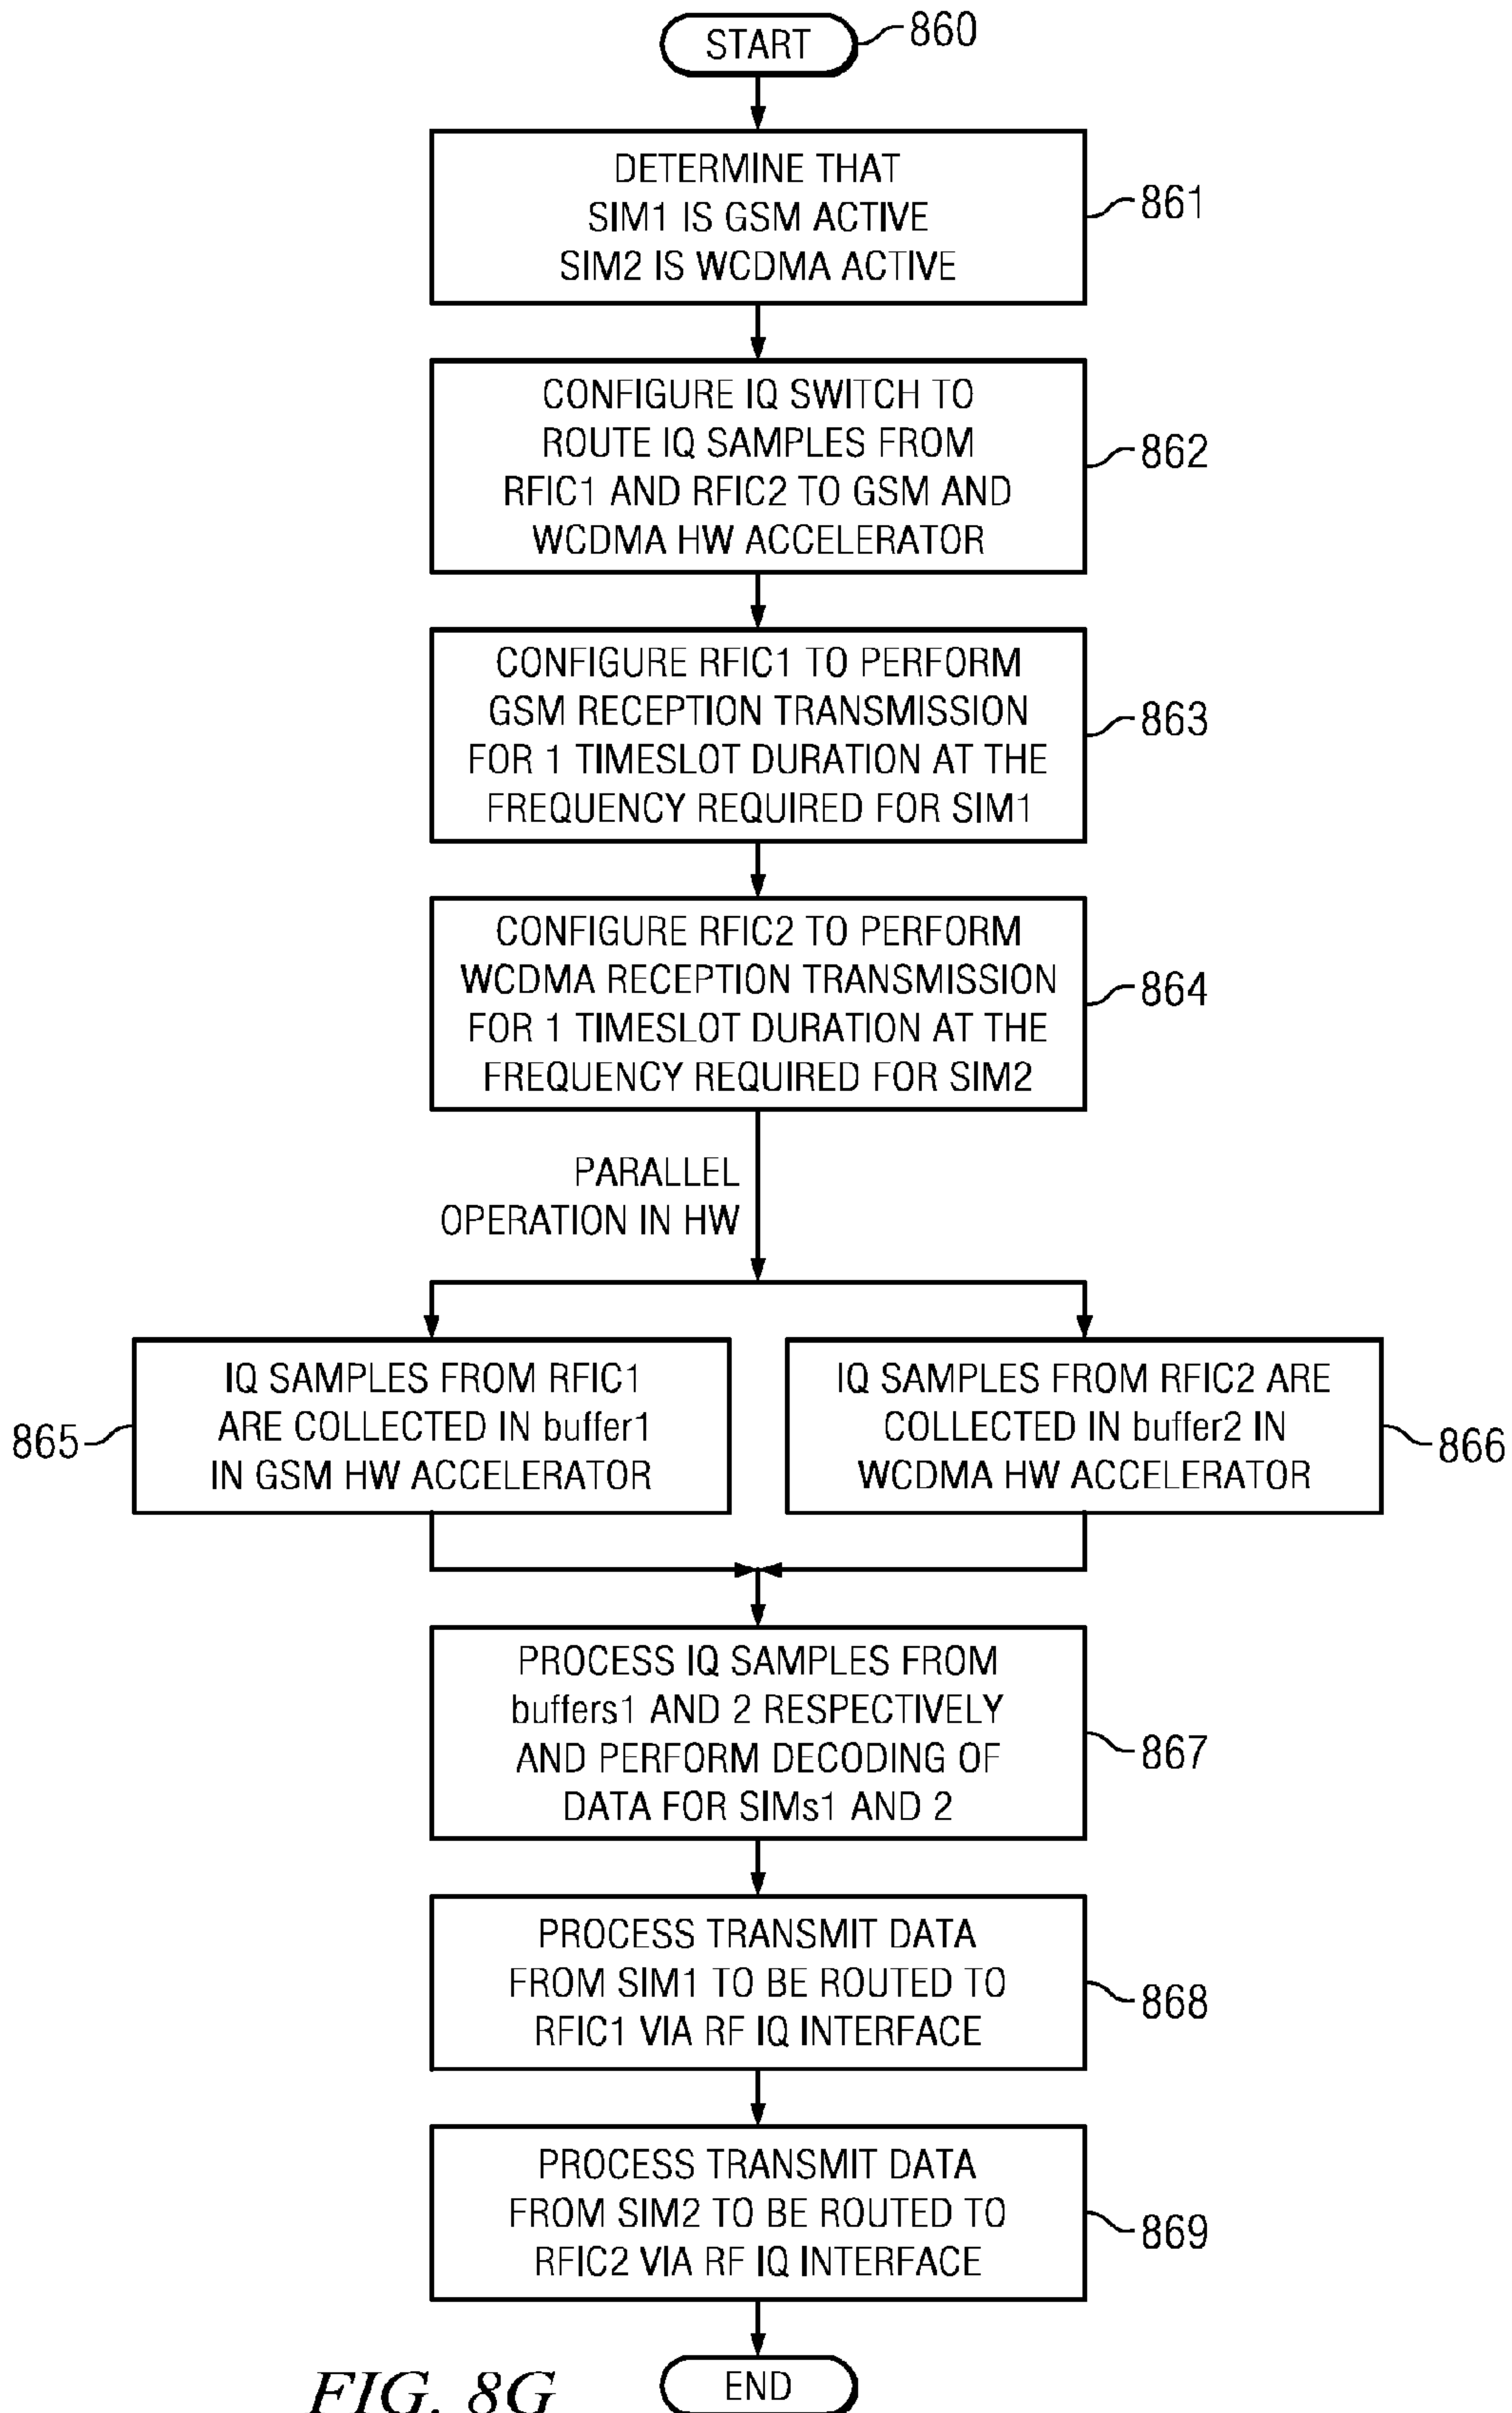 START
860
DETERMINE THAT
SIM1 IS GSM ACTIVE
SIM2 IS WCDMA ACTIVE
861
CONFIGURE IQ SWITCH TO
ROUTE IQ SAMPLES FROM
RFIC1 AND RFIC2 TO GSM AND
WCDMA HW ACCELERATOR
862
CONFIGURE RFIC1 TO PERFORM
GSM RECEPTION TRANSMISSION
FOR 1 TIMESLOT DURATION AT THE
FREQUENCY REQUIRED FOR SIM1
863
CONFIGURE RFIC2 TO PERFORM
WCDMA RECEPTION TRANSMISSION
FOR 1 TIMESLOT DURATION AT THE
FREQUENCY REQUIRED FOR SIM2
864
PARALLEL
OPERATION IN HW
865
IQ SAMPLES FROM RFIC1
ARE COLLECTED IN buffer1
IN GSM HW ACCELERATOR
IQ SAMPLES FROM RFIC2 ARE
COLLECTED IN buffer2 IN
WCDMA HW ACCELERATOR
866
PROCESS IQ SAMPLES FROM
buffers1 AND 2 RESPECTIVELY
AND PERFORM DECODING OF
DATA FOR SIMs1 AND 2
867
PROCESS TRANSMIT DATA
FROM SIM1 TO BE ROUTED TO
RFIC1 VIA RF IQ INTERFACE
868
PROCESS TRANSMIT DATA
FROM SIM2 TO BE ROUTED TO
RFIC2 VIA RF IQ INTERFACE
869
END
FIG. 8G